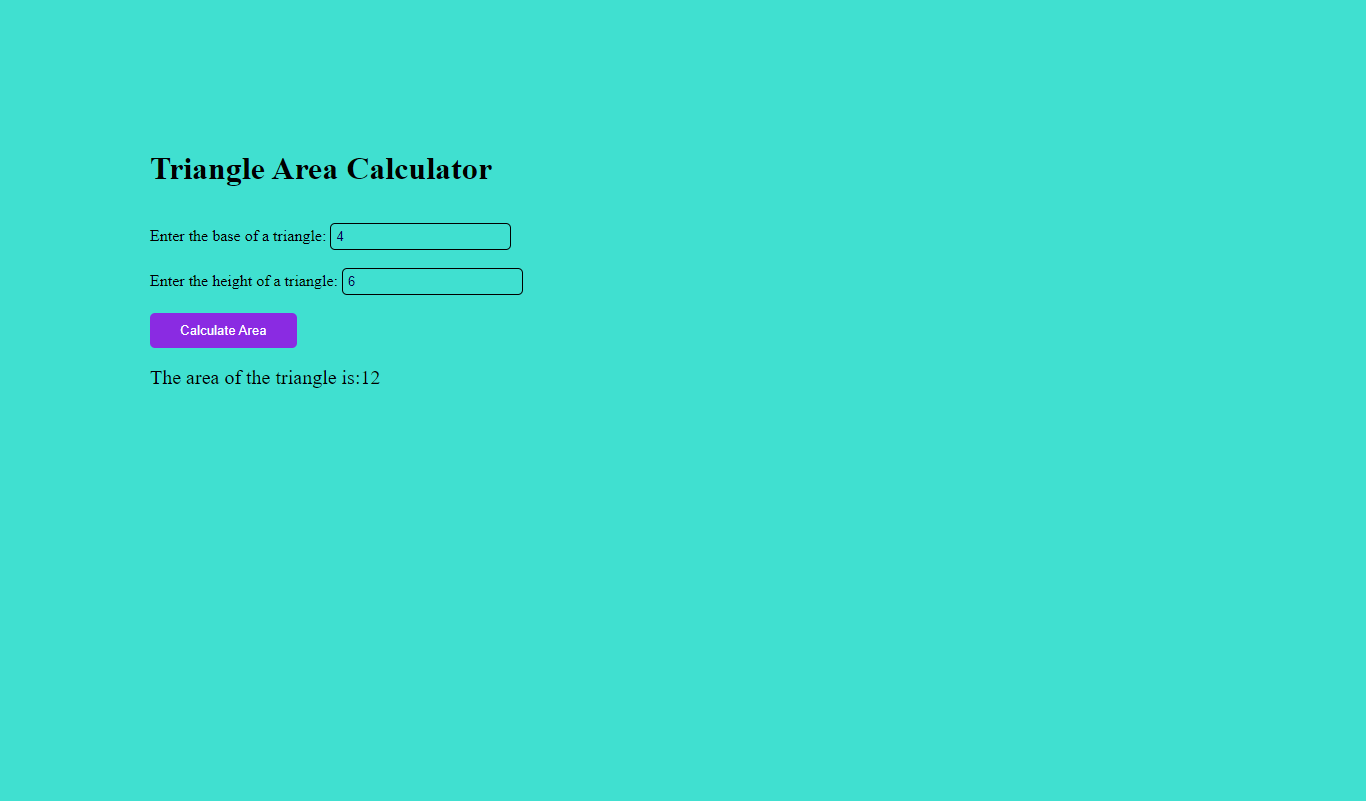 Triangle Area Calculator
Enter the base of a triangle: 4
Enter the height of a triangle: 6
Calculate Area
The area of the triangle is:12